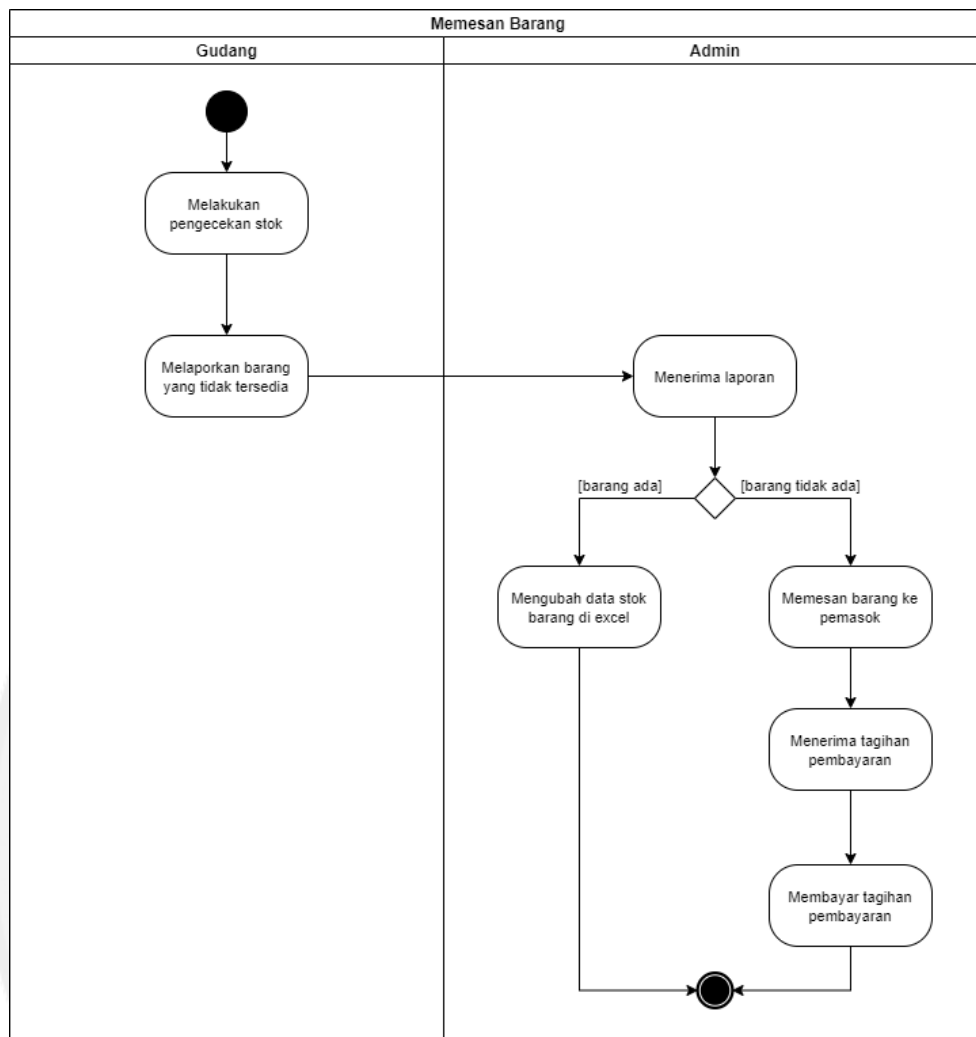 Memesan Barang
Gudang
Admin
Melakukan
pengecekan stok
Melaporkan barang
yang tidak tersedia
Menerima laporan
[barang ada]
[barang tidak ada]
Mengubah data stok
barang di excel
Memesan barang ke
pemasok
Menerima tagihan
pembayaran
Membayar tagihan
pembayaran